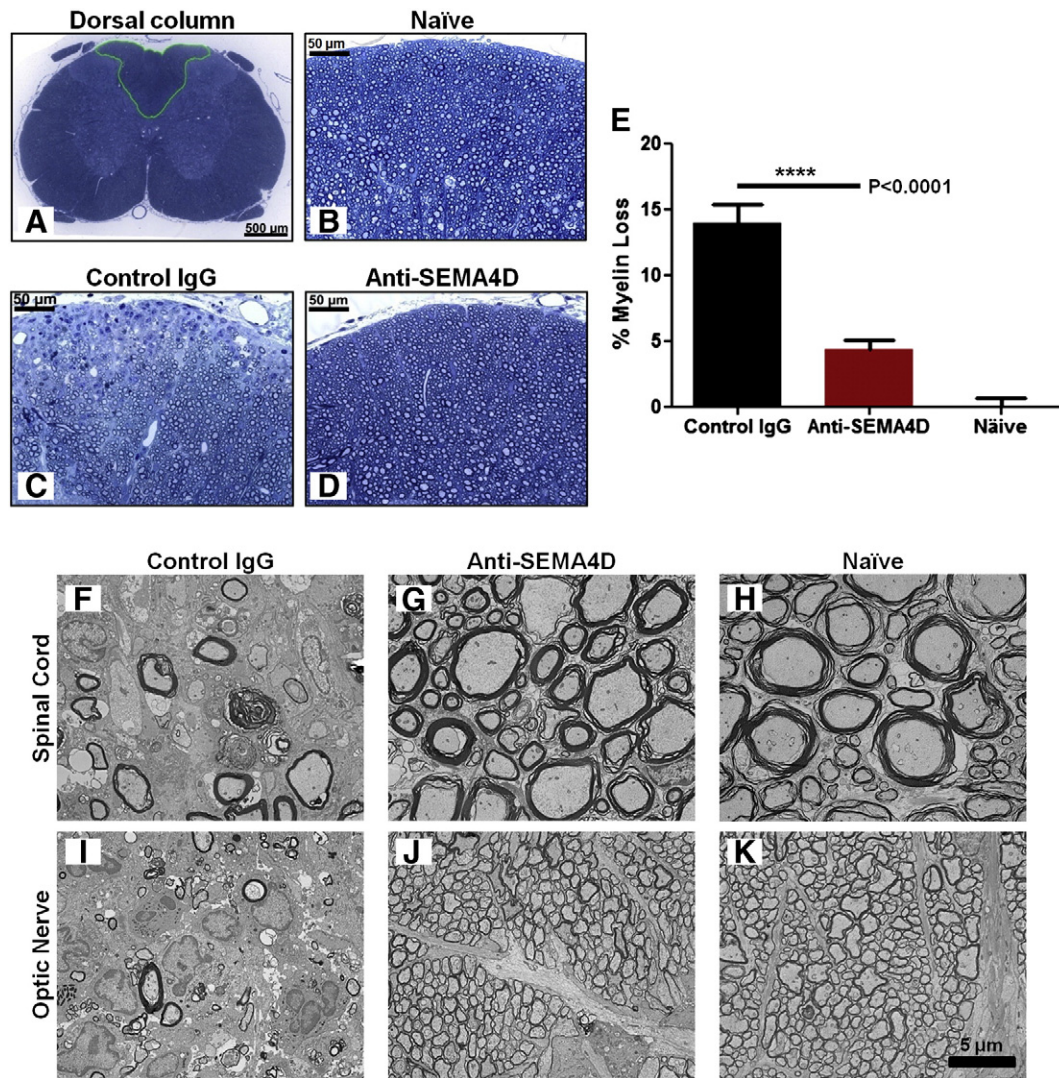 Dorsal column
A
500 µm
Naïve
50 µm
B
Control IgG
50 µm
C
Anti-SEMA4D
50 µm
D
E
% Myelin Loss
20
15
10
5
0
****
P<0.0001
Control IgG
Anti-SEMA4D
Näive
Control IgG
Anti-SEMA4D
Naïve
Spinal Cord
F
G
H
Optic Nerve
I
J
K
5 µm